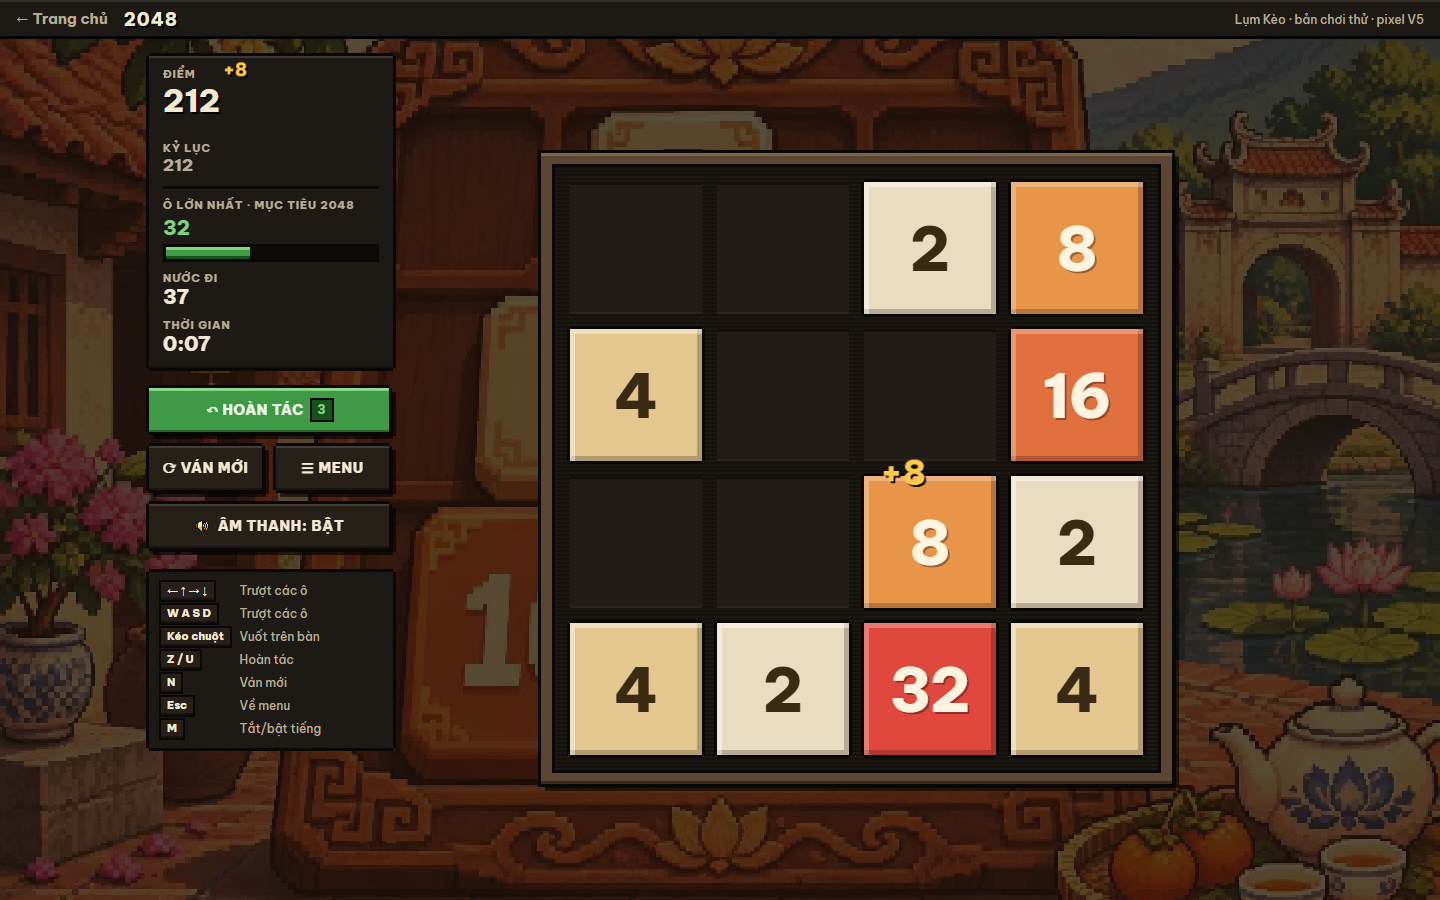 ← Trang chủ 2048
Lụm Kèo · bản chơi thử · pixel V5
ĐIỂM +8
212
KỶ LỤC
212
Ô LỚN NHẤT · MỤC TIÊU 2048
32
NƯỚC ĐI
37
THỜI GIAN
0:07
↶ HOÀN TÁC 3
⟳ VÁN MỚI
☰ MENU
🔊 ÂM THANH: BẬT
←↑→↓ Trượt các ô
W A S D Trượt các ô
Kéo chuột Vuốt trên bàn
Z / U Hoàn tác
N Ván mới
Esc Về menu
M Tắt/bật tiếng
2 8
4 16
+8
8 2
4 2 32 4